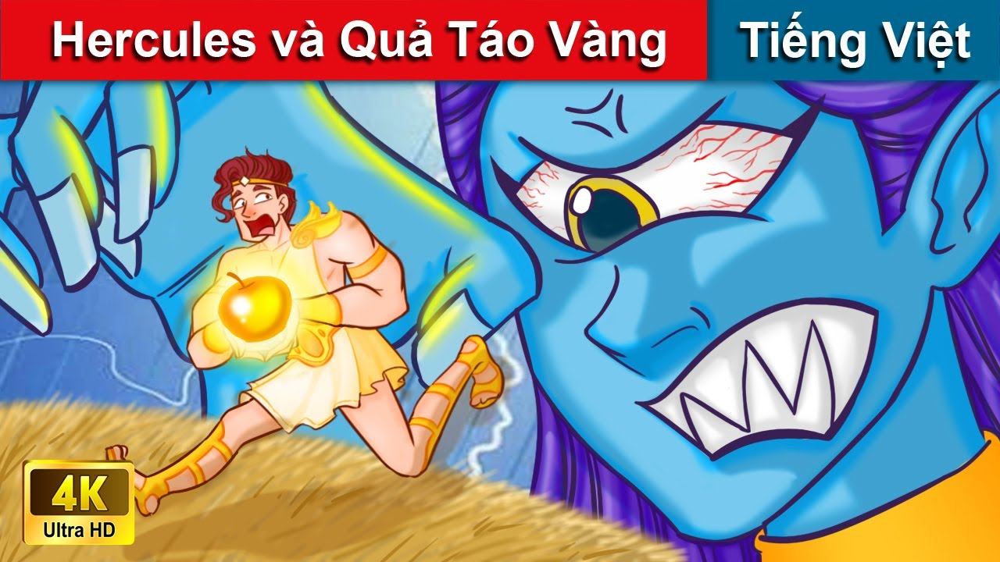 Hercules và Quả Táo Vàng
Tiếng Việt
4K
Ultra HD